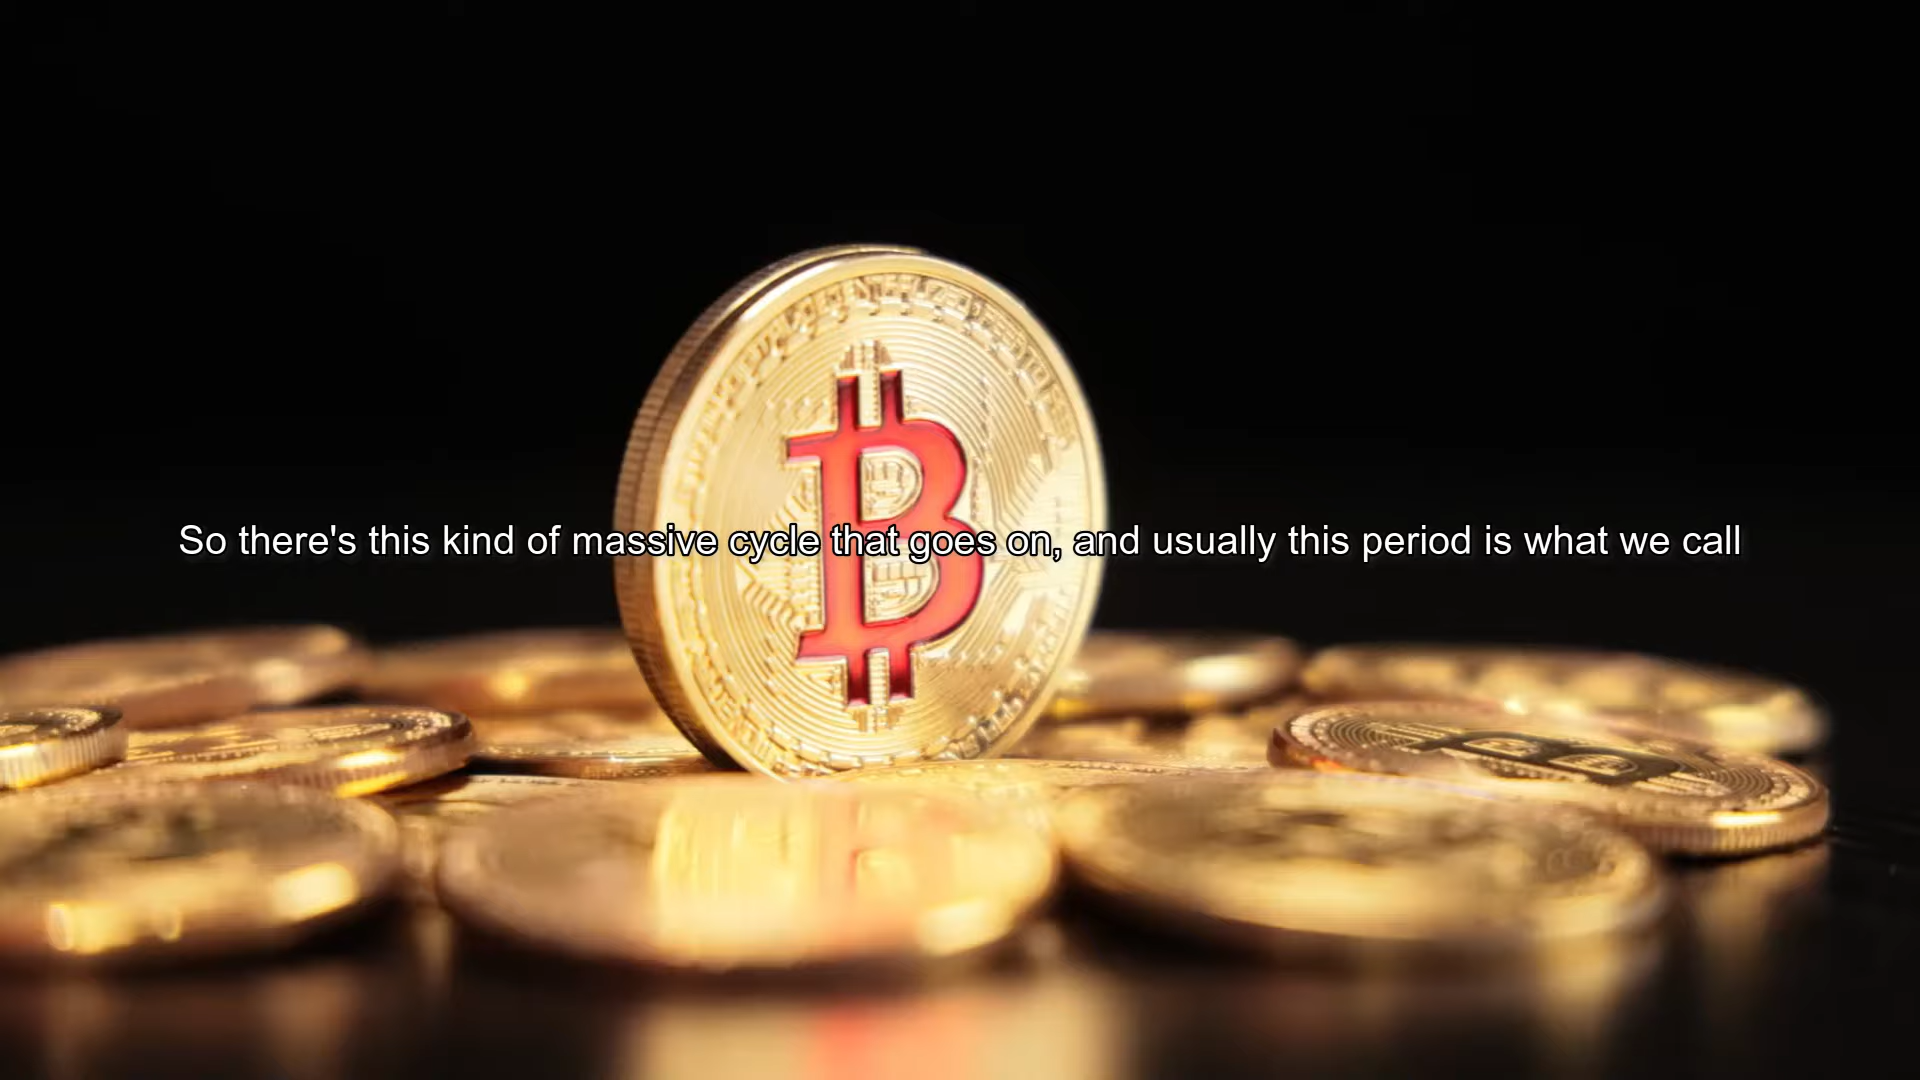 So there's this kind of massive cycle that goes on, and usually this period is what we call